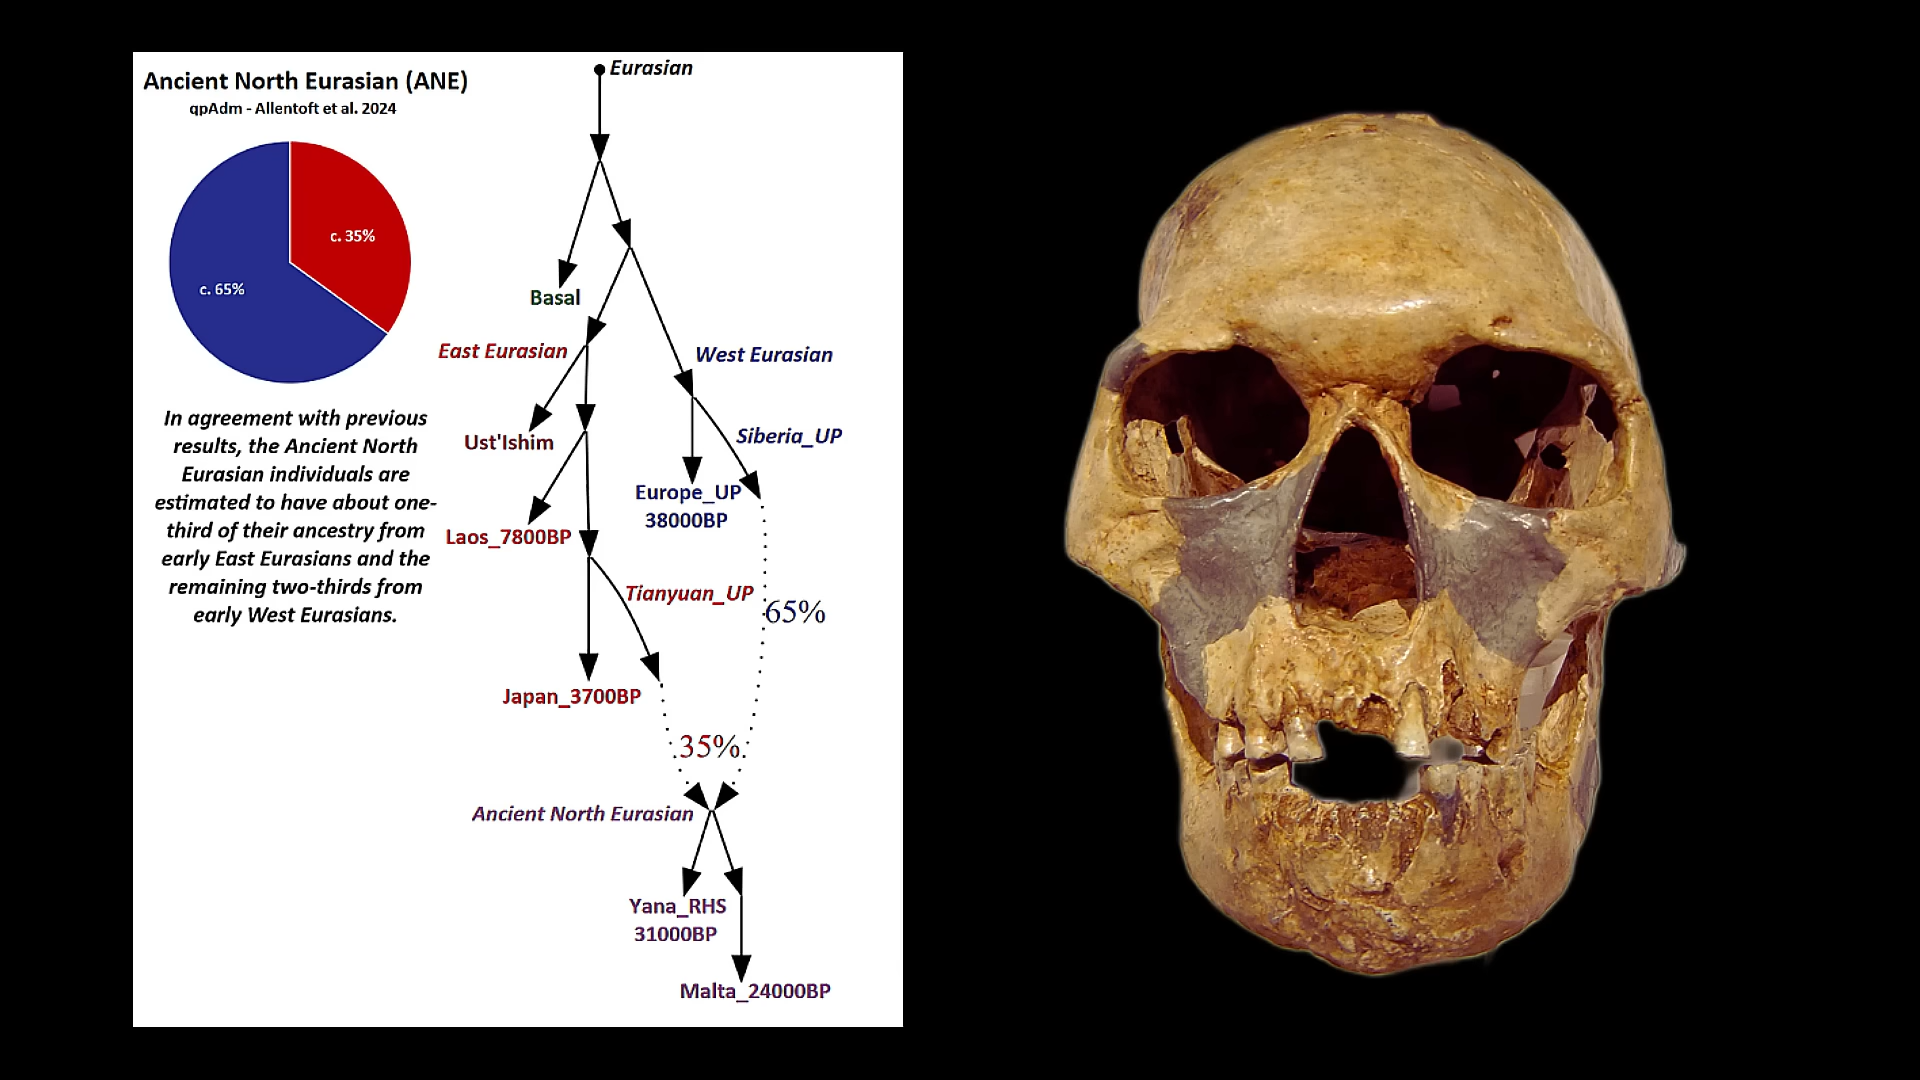 Ancient North Eurasian (ANE)
qpAdm - Allentoft et al. 2024
c. 35%
c. 65%
In agreement with previous
results, the Ancient North
Eurasian individuals are
estimated to have about one-
third of their ancestry from
early East Eurasians and the
remaining two-thirds from
early West Eurasians.
Eurasian
Basal
East Eurasian
West Eurasian
Ust'Ishim
Siberia_UP
Europe_UP
38000BP
Laos_7800BP
Tianyuan_UP
65%
Japan_3700BP
35%
Ancient North Eurasian
Yana_RHS
31000BP
Malta_24000BP